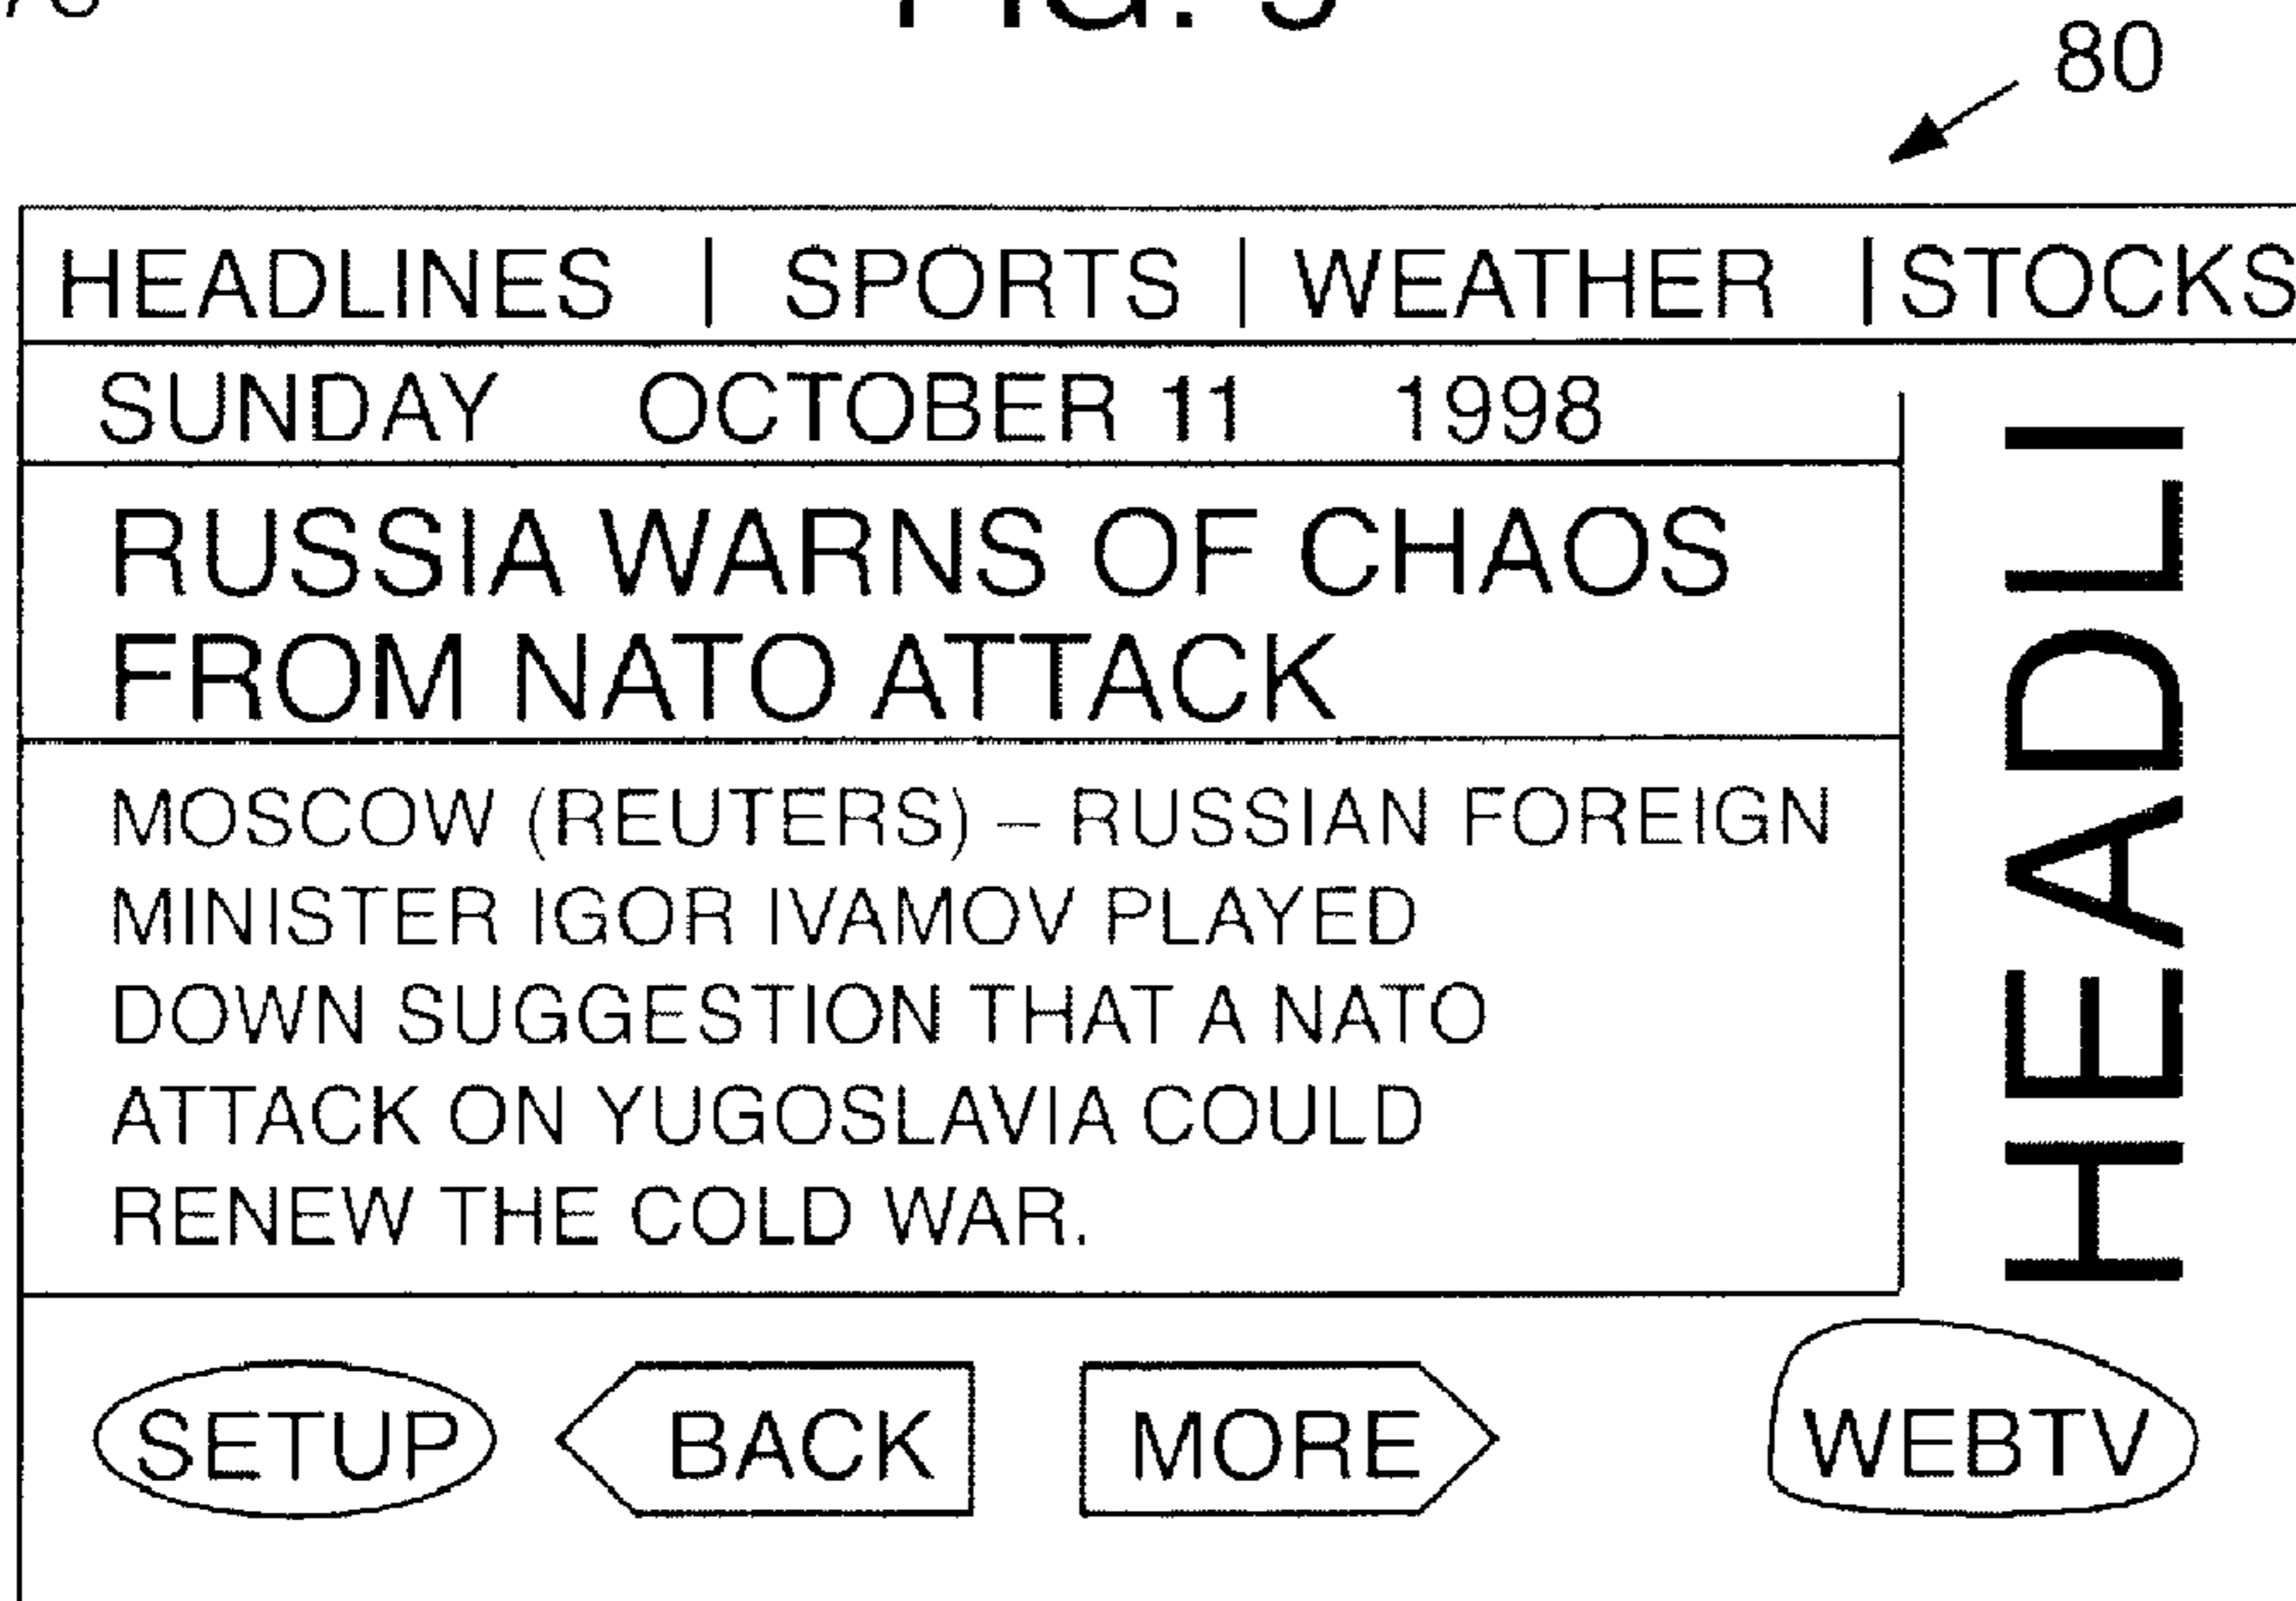 FIG. 5
80
HEADLINES | SPORTS | WEATHER | STOCKS
SUNDAY OCTOBER 11 1998
RUSSIA WARNS OF CHAOS
FROM NATO ATTACK
MOSCOW (REUTERS) – RUSSIAN FOREIGN
MINISTER IGOR IVAMOV PLAYED
DOWN SUGGESTION THAT A NATO
ATTACK ON YUGOSLAVIA COULD
RENEW THE COLD WAR.
HEADLI
SETUP BACK MORE WEBTV